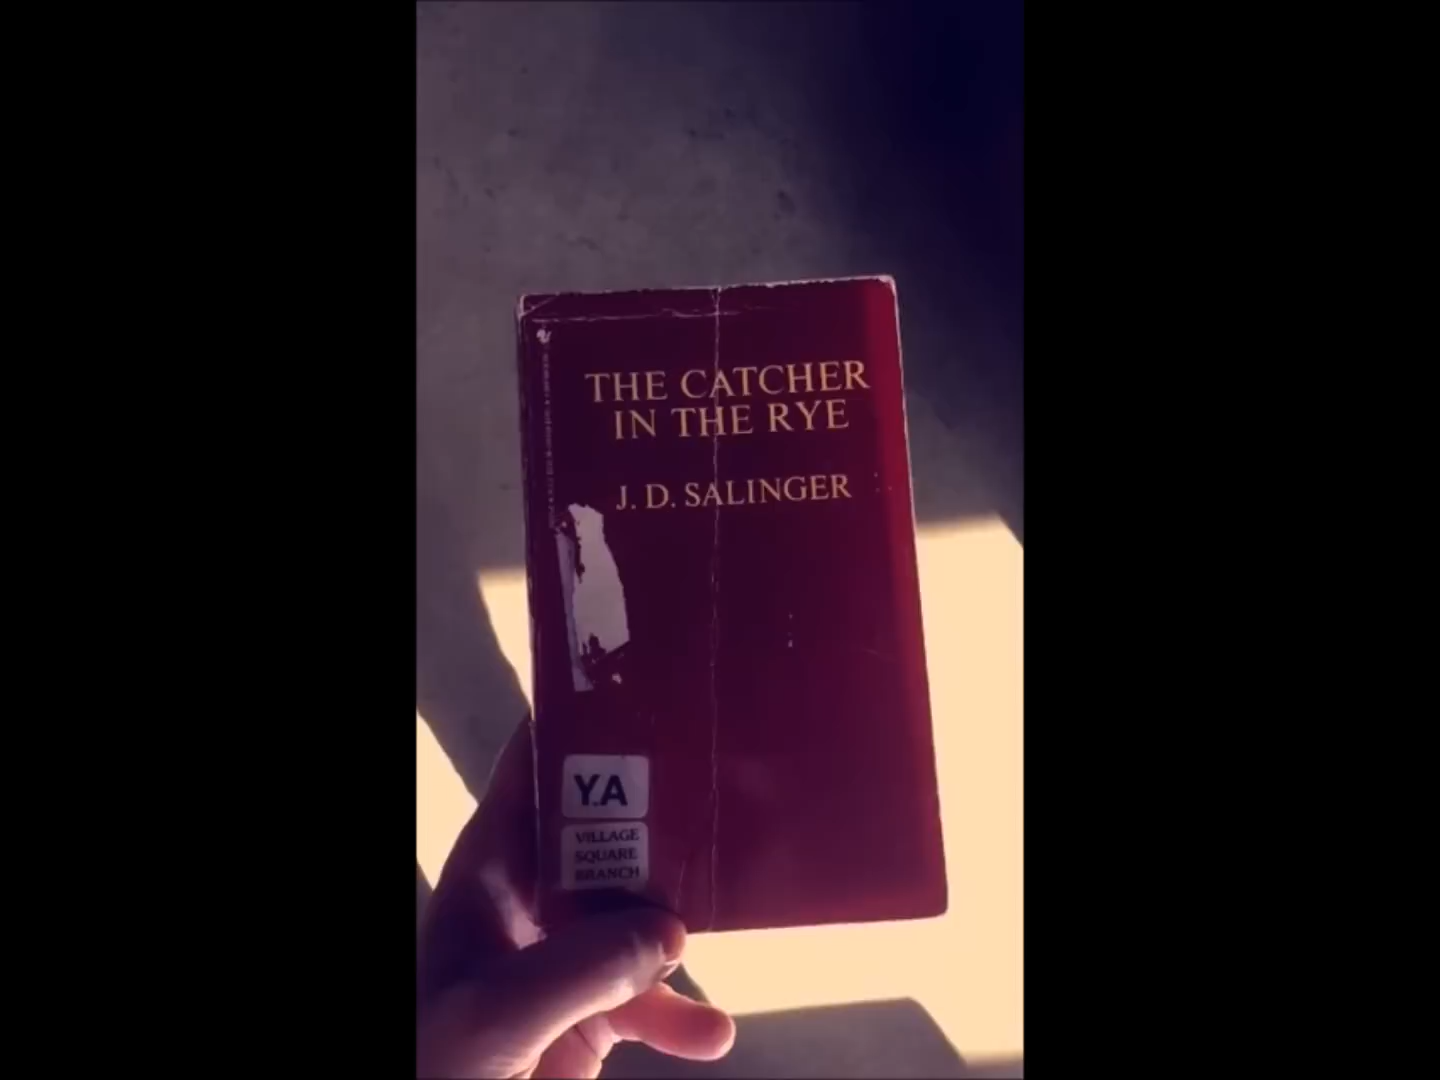 THE CATCHER
IN THE RYE
J. D. SALINGER
Y.A
VILLAGE
SQUARE
BRANCH